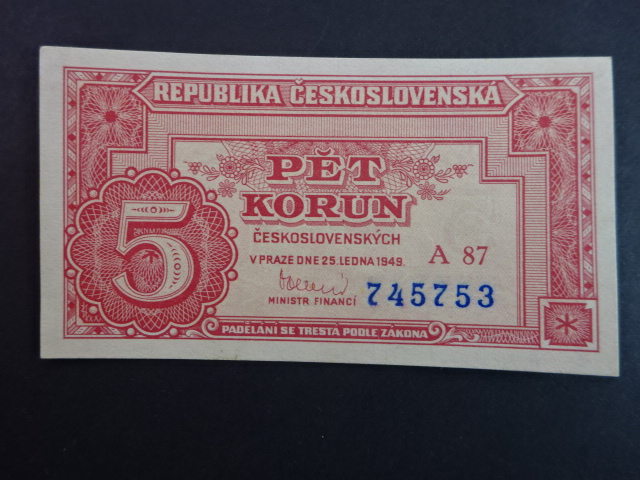 REPUBLIKA ČESKOSLOVENSKÁ
PĚT
KORUN
5
ČESKOSLOVENSKÝCH
V PRAZE DNE 25. LEDNA 1949.
A 87
MINISTR FINANCÍ
745753
PADĚLÁNÍ SE TRESTÁ PODLE ZÁKONA